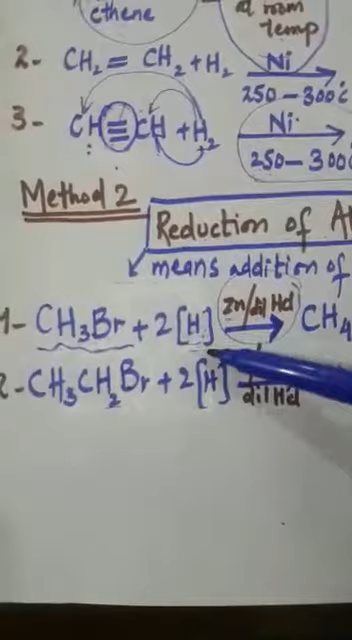 ethene
room
temp
2- CH₂ = CH₂ + H₂ Ni
250 – 300°C
3- CH ≡ CH + H₂ Ni
250 – 300°
Method 2
Reduction of Al
means addition of
1- CH₃Br + 2[H] Zn/dil HCl CH₄
2- CH₃CH₂Br + 2[H]
dil HCl